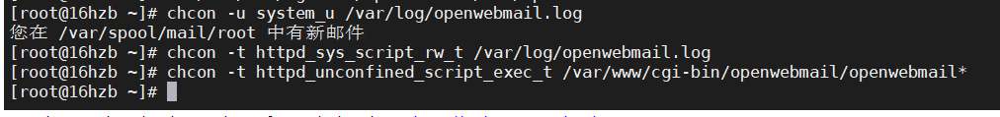 [root@16hzb ~]# chcon -u system_u /var/log/openwebmail.log
您在 /var/spool/mail/root 中有新邮件
[root@16hzb ~]# chcon -t httpd_sys_script_rw_t /var/log/openwebmail.log
[root@16hzb ~]# chcon -t httpd_unconfined_script_exec_t /var/www/cgi-bin/openwebmail/openwebmail*
[root@16hzb ~]#